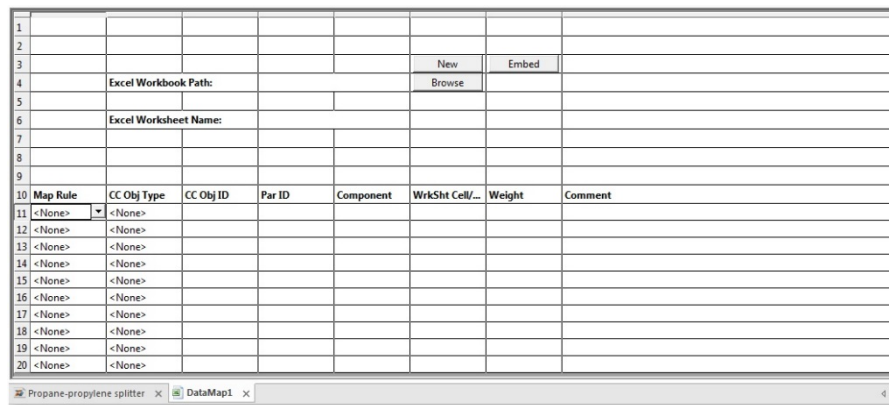 1
2
3 New Embed
4 Excel Workbook Path: Browse
5
6 Excel Worksheet Name:
7
8
9
10 Map Rule CC Obj Type CC Obj ID Par ID Component WrkSht Cell/... Weight Comment
11 <None> <None>
12 <None> <None>
13 <None> <None>
14 <None> <None>
15 <None> <None>
16 <None> <None>
17 <None> <None>
18 <None> <None>
19 <None> <None>
20 <None> <None>
Propane-propylene splitter DataMap1